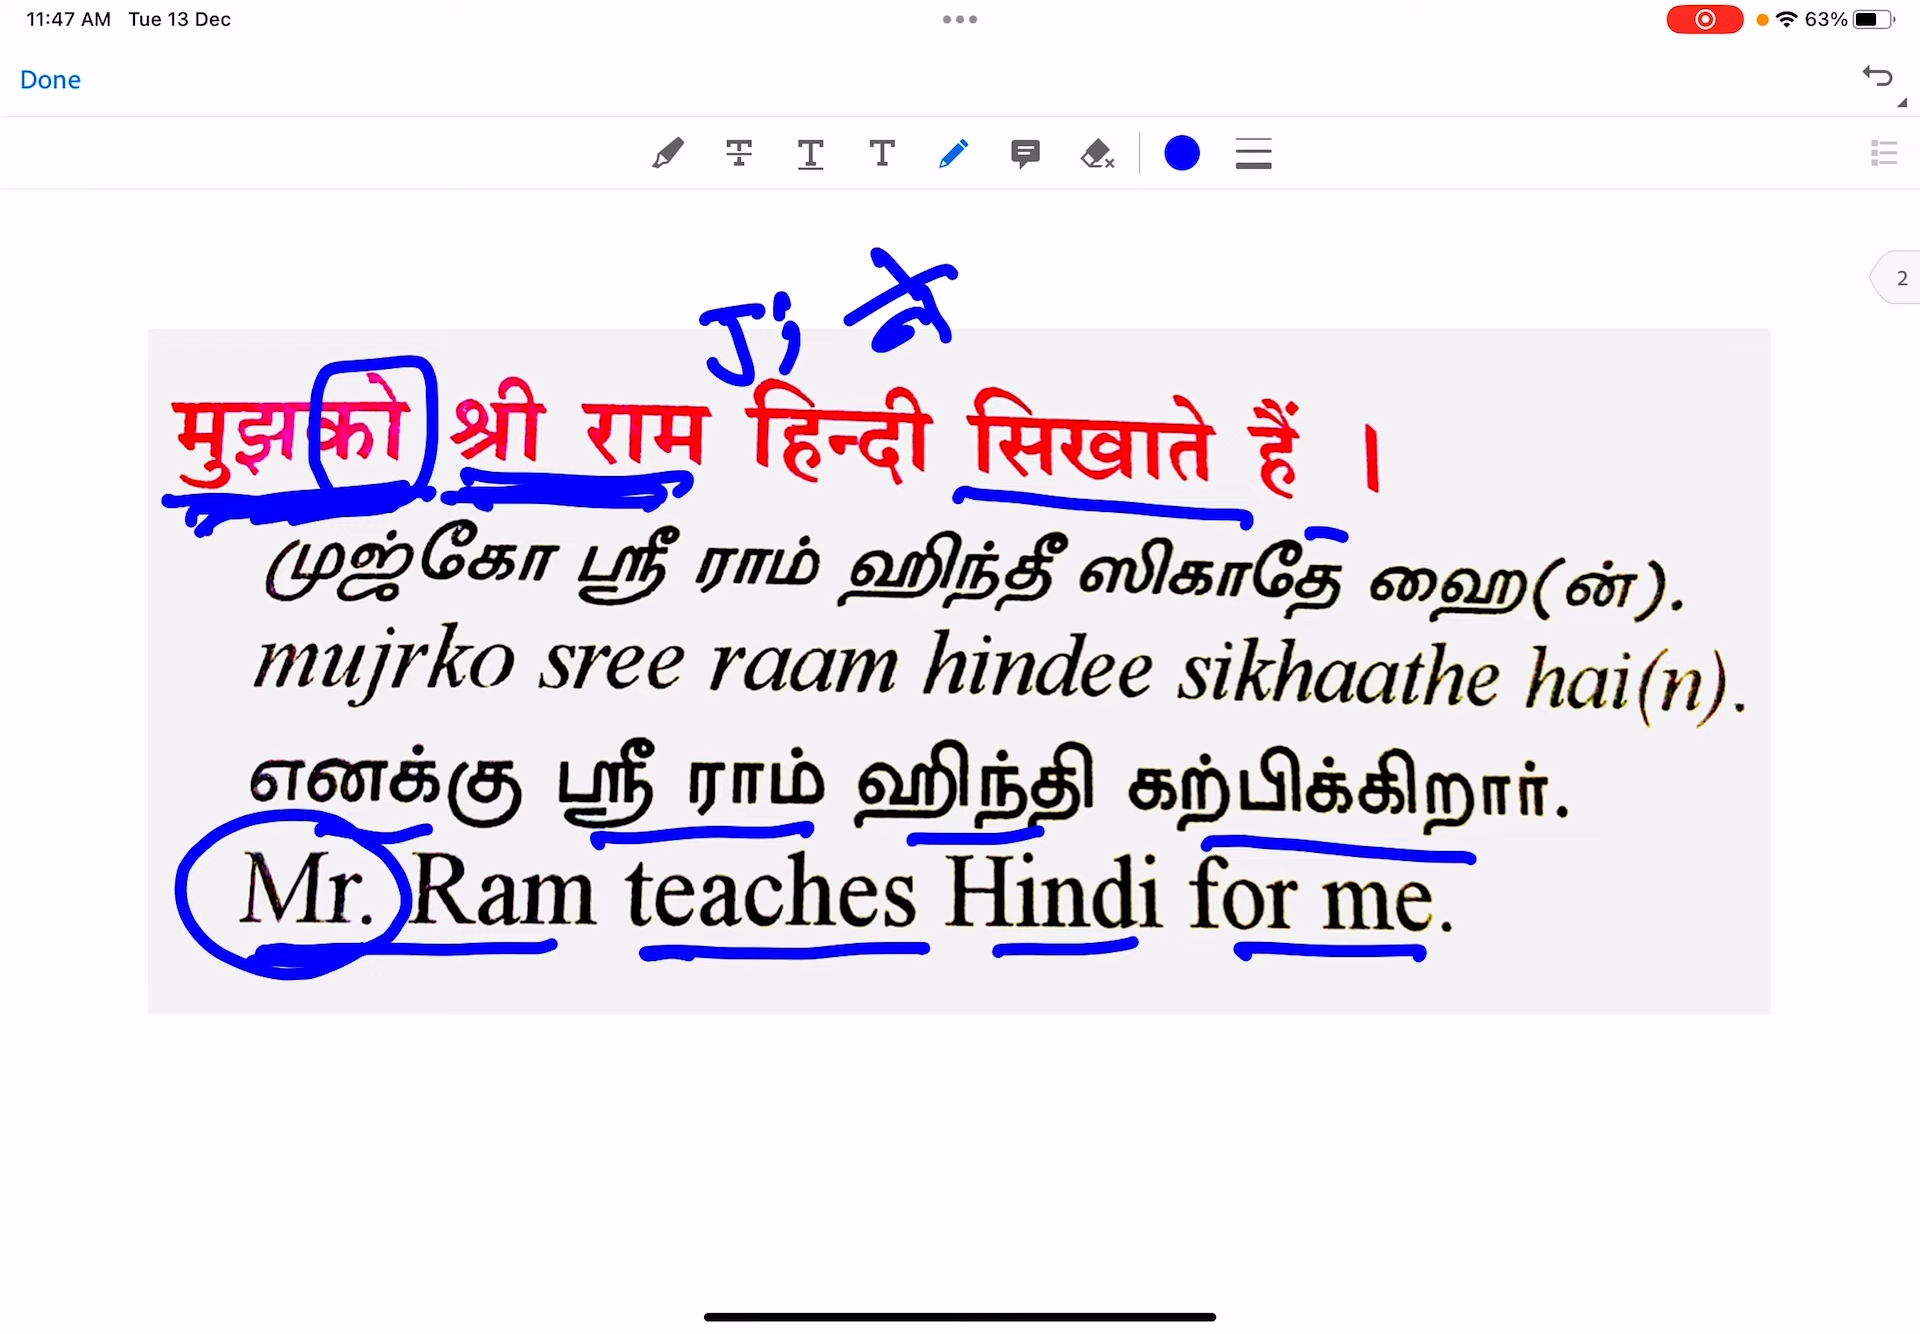 11:47 AM Tue 13 Dec
63%
Done
2
मुझको श्री राम हिन्दी सिखाते हैं ।
முஜ்கோ ஸ்ரீ ராம் ஹிந்தீ ஸிகாதே ஹை(ன்).
mujrko sree raam hindee sikhaathe hai(n).
எனக்கு ஸ்ரீ ராம் ஹிந்தி கற்பிக்கிறார்.
Mr. Ram teaches Hindi for me.